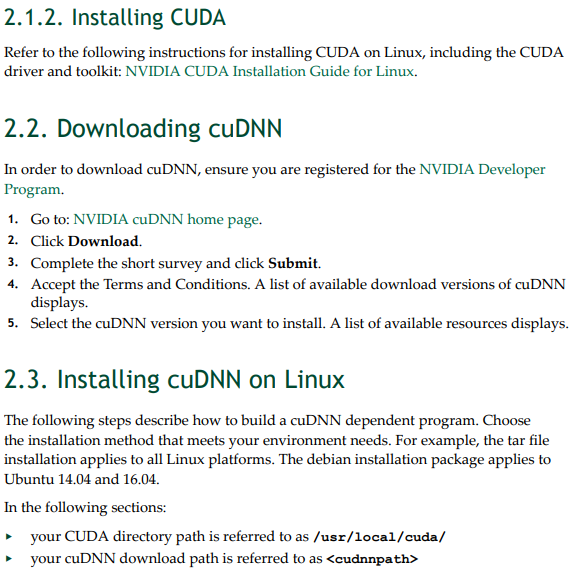 2.1.2. Installing CUDA
Refer to the following instructions for installing CUDA on Linux, including the CUDA
driver and toolkit: NVIDIA CUDA Installation Guide for Linux.
2.2. Downloading cuDNN
In order to download cuDNN, ensure you are registered for the NVIDIA Developer
Program.
1. Go to: NVIDIA cuDNN home page.
2. Click Download.
3. Complete the short survey and click Submit.
4. Accept the Terms and Conditions. A list of available download versions of cuDNN
displays.
5. Select the cuDNN version you want to install. A list of available resources displays.
2.3. Installing cuDNN on Linux
The following steps describe how to build a cuDNN dependent program. Choose
the installation method that meets your environment needs. For example, the tar file
installation applies to all Linux platforms. The debian installation package applies to
Ubuntu 14.04 and 16.04.
In the following sections:
▸ your CUDA directory path is referred to as /usr/local/cuda/
▸ your cuDNN download path is referred to as <cudnnpath>